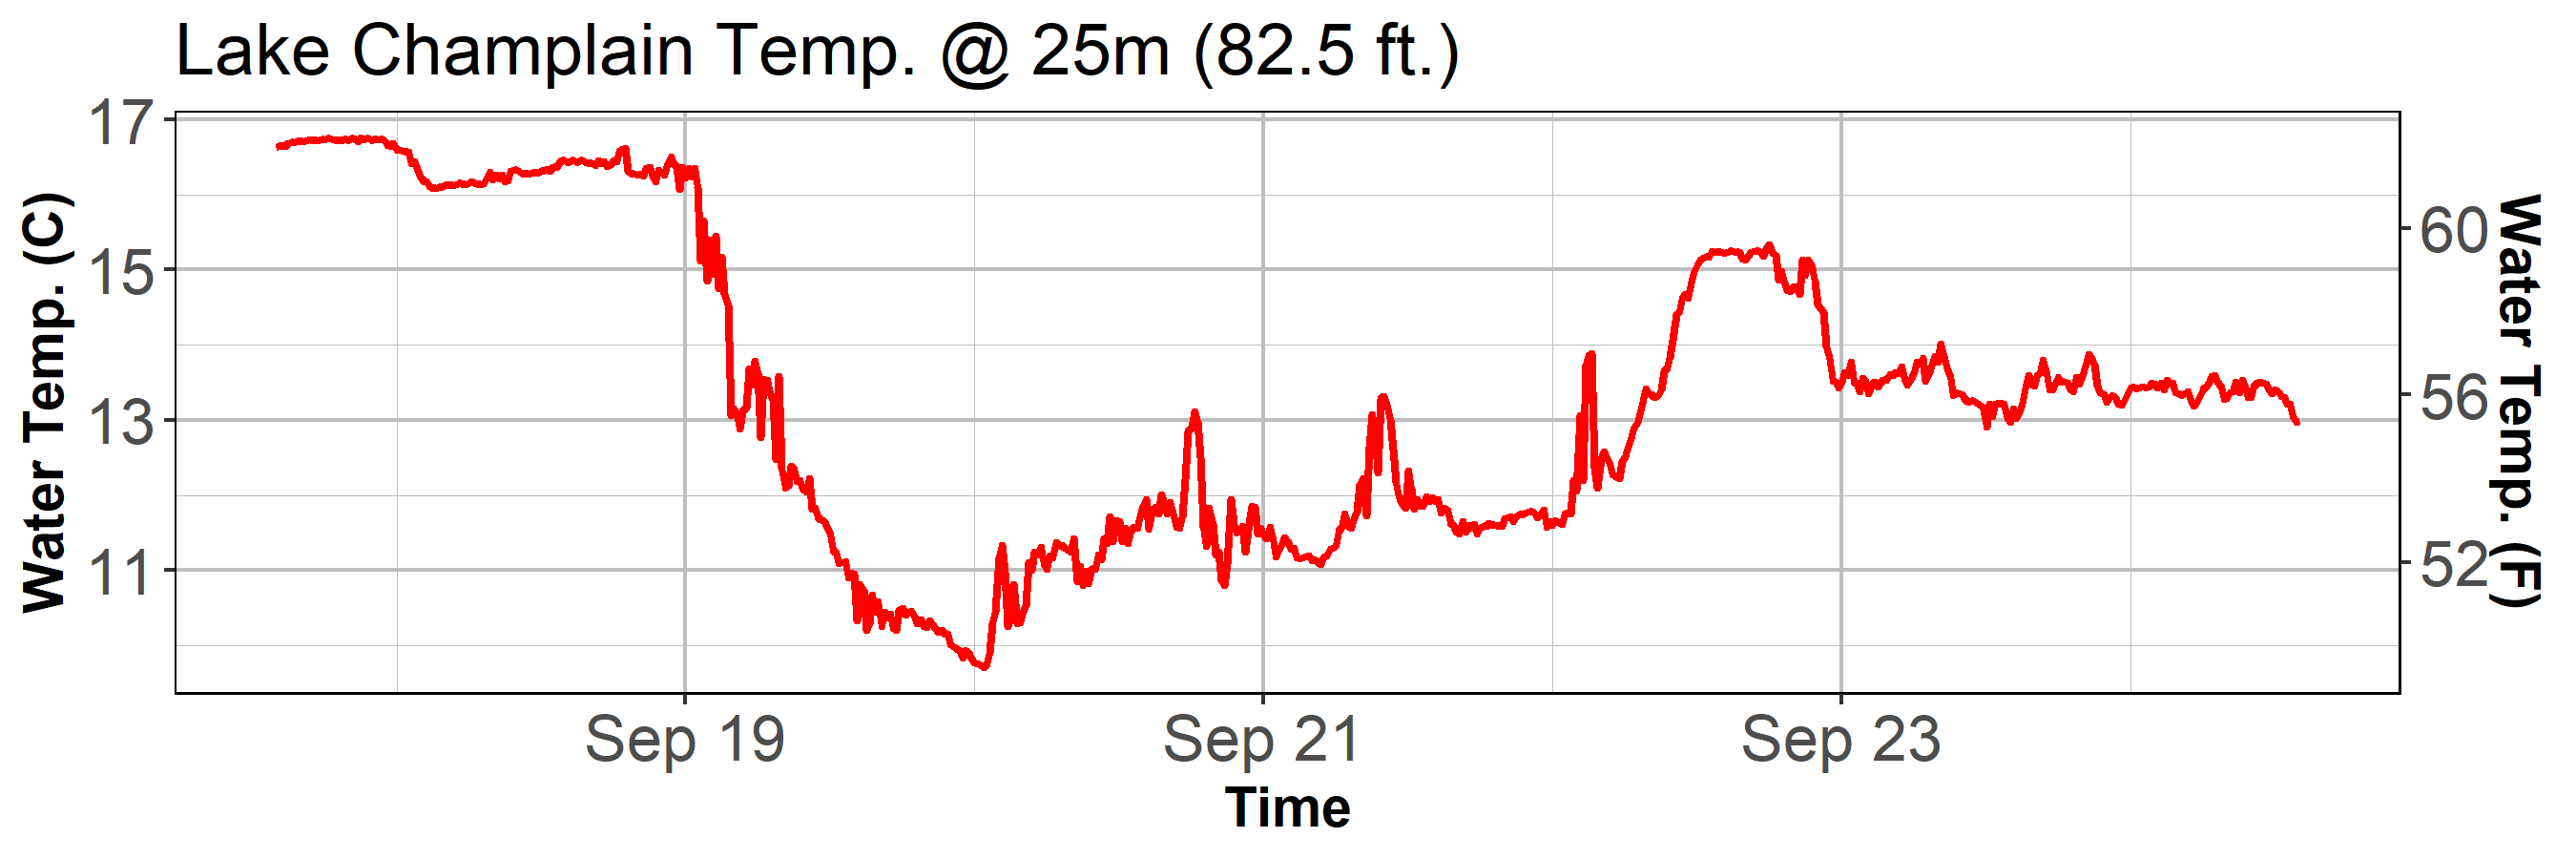 Lake Champlain Temp. @ 25m (82.5 ft.)
Water Temp. (C)
17
15
13
11
60
56
52
Water Temp. (F)
Sep 19
Sep 21
Sep 23
Time